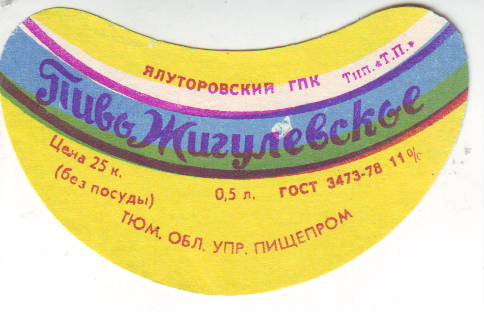 ЯЛУТОРОВСКИЙ ГПК Тип. «Т.П.»
Пиво Жигулевское
Цена 25 к.
(без посуды)
0,5 л. ГОСТ 3473-78 11%
ТЮМ. ОБЛ. УПР. ПИЩЕПРОМ